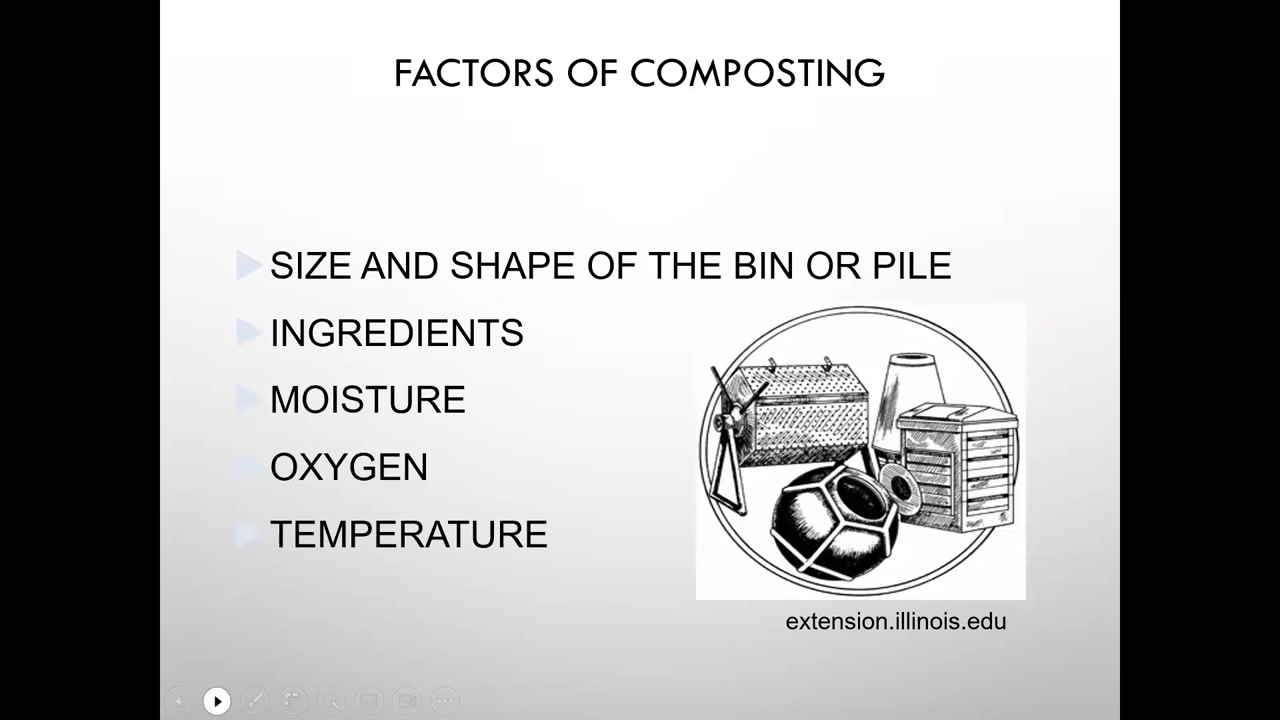 FACTORS OF COMPOSTING
SIZE AND SHAPE OF THE BIN OR PILE
INGREDIENTS
MOISTURE
OXYGEN
TEMPERATURE
extension.illinois.edu